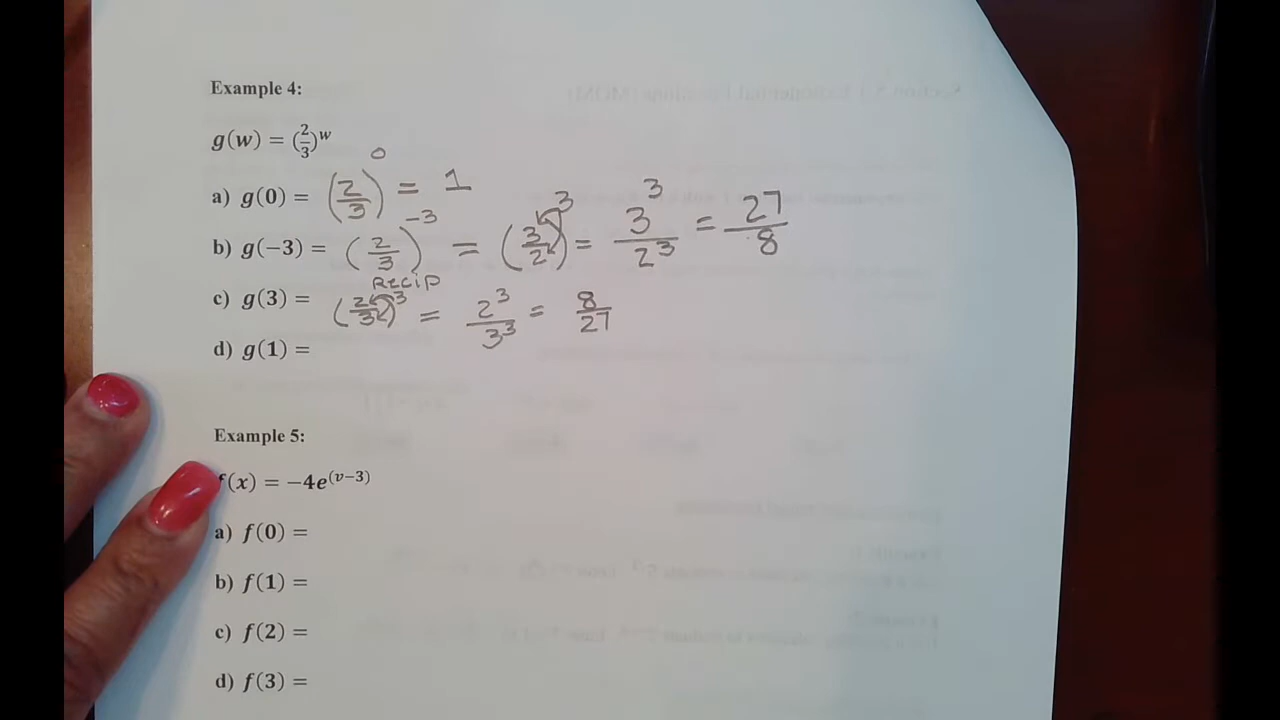 Example 4:
g(w) = (2/3)^w
a) g(0) = (2/3)^0 = 1
b) g(−3) = (2/3)^-3 = (3/2)^3 = 3^3/2^3 = 27/8
RECIP
c) g(3) = (2/3)^3 = 2^3/3^3 = 8/27
d) g(1) =
Example 5:
f(x) = −4e^(v−3)
a) f(0) =
b) f(1) =
c) f(2) =
d) f(3) =